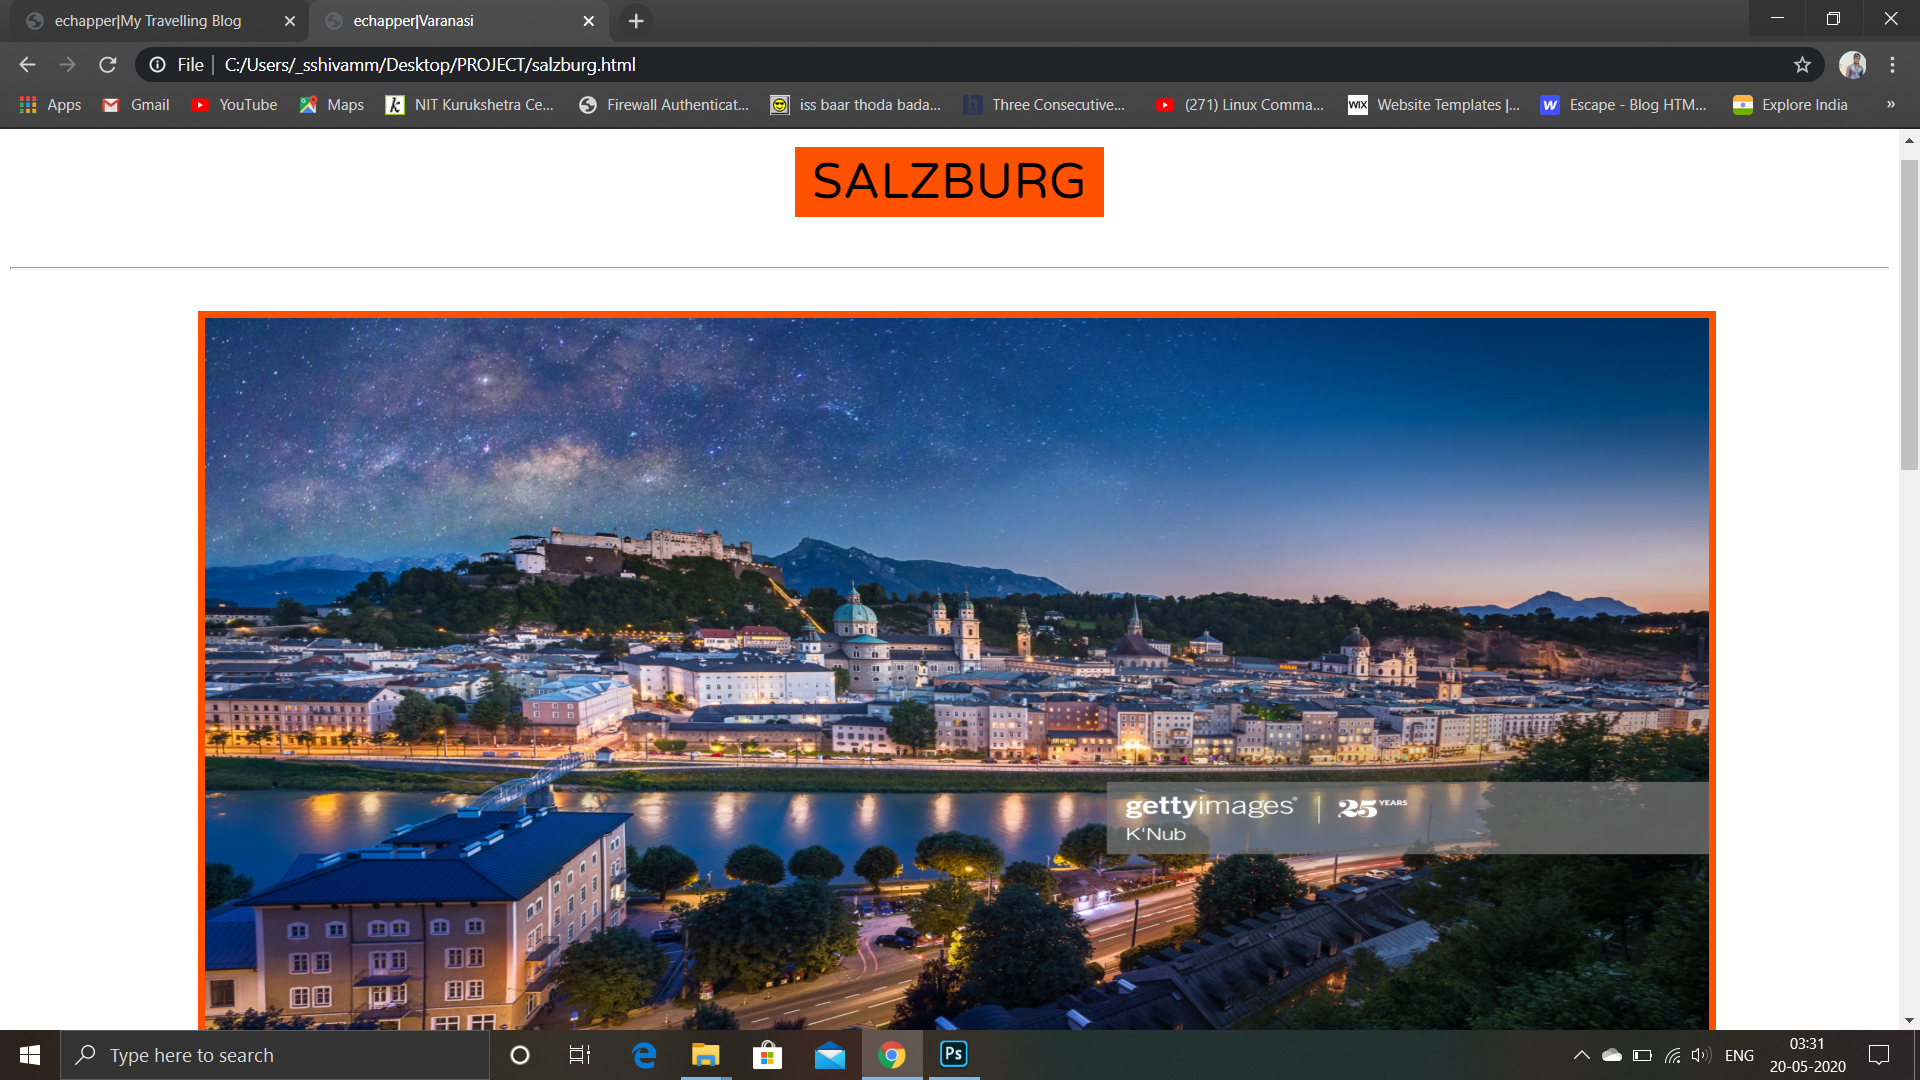 echapper|My Travelling Blog
echapper|Varanasi
File | C:/Users/_sshivamm/Desktop/PROJECT/salzburg.html
Apps
Gmail
YouTube
Maps
k
NIT Kurukshetra Ce...
Firewall Authenticat...
iss baar thoda bada...
h
Three Consecutive...
(271) Linux Comma...
WIX
Website Templates |...
W
Escape - Blog HTM...
Explore India
»
SALZBURG
gettyimages® | 25 YEARS
K'Nub
Type here to search
Ps
ENG
03:31
20-05-2020